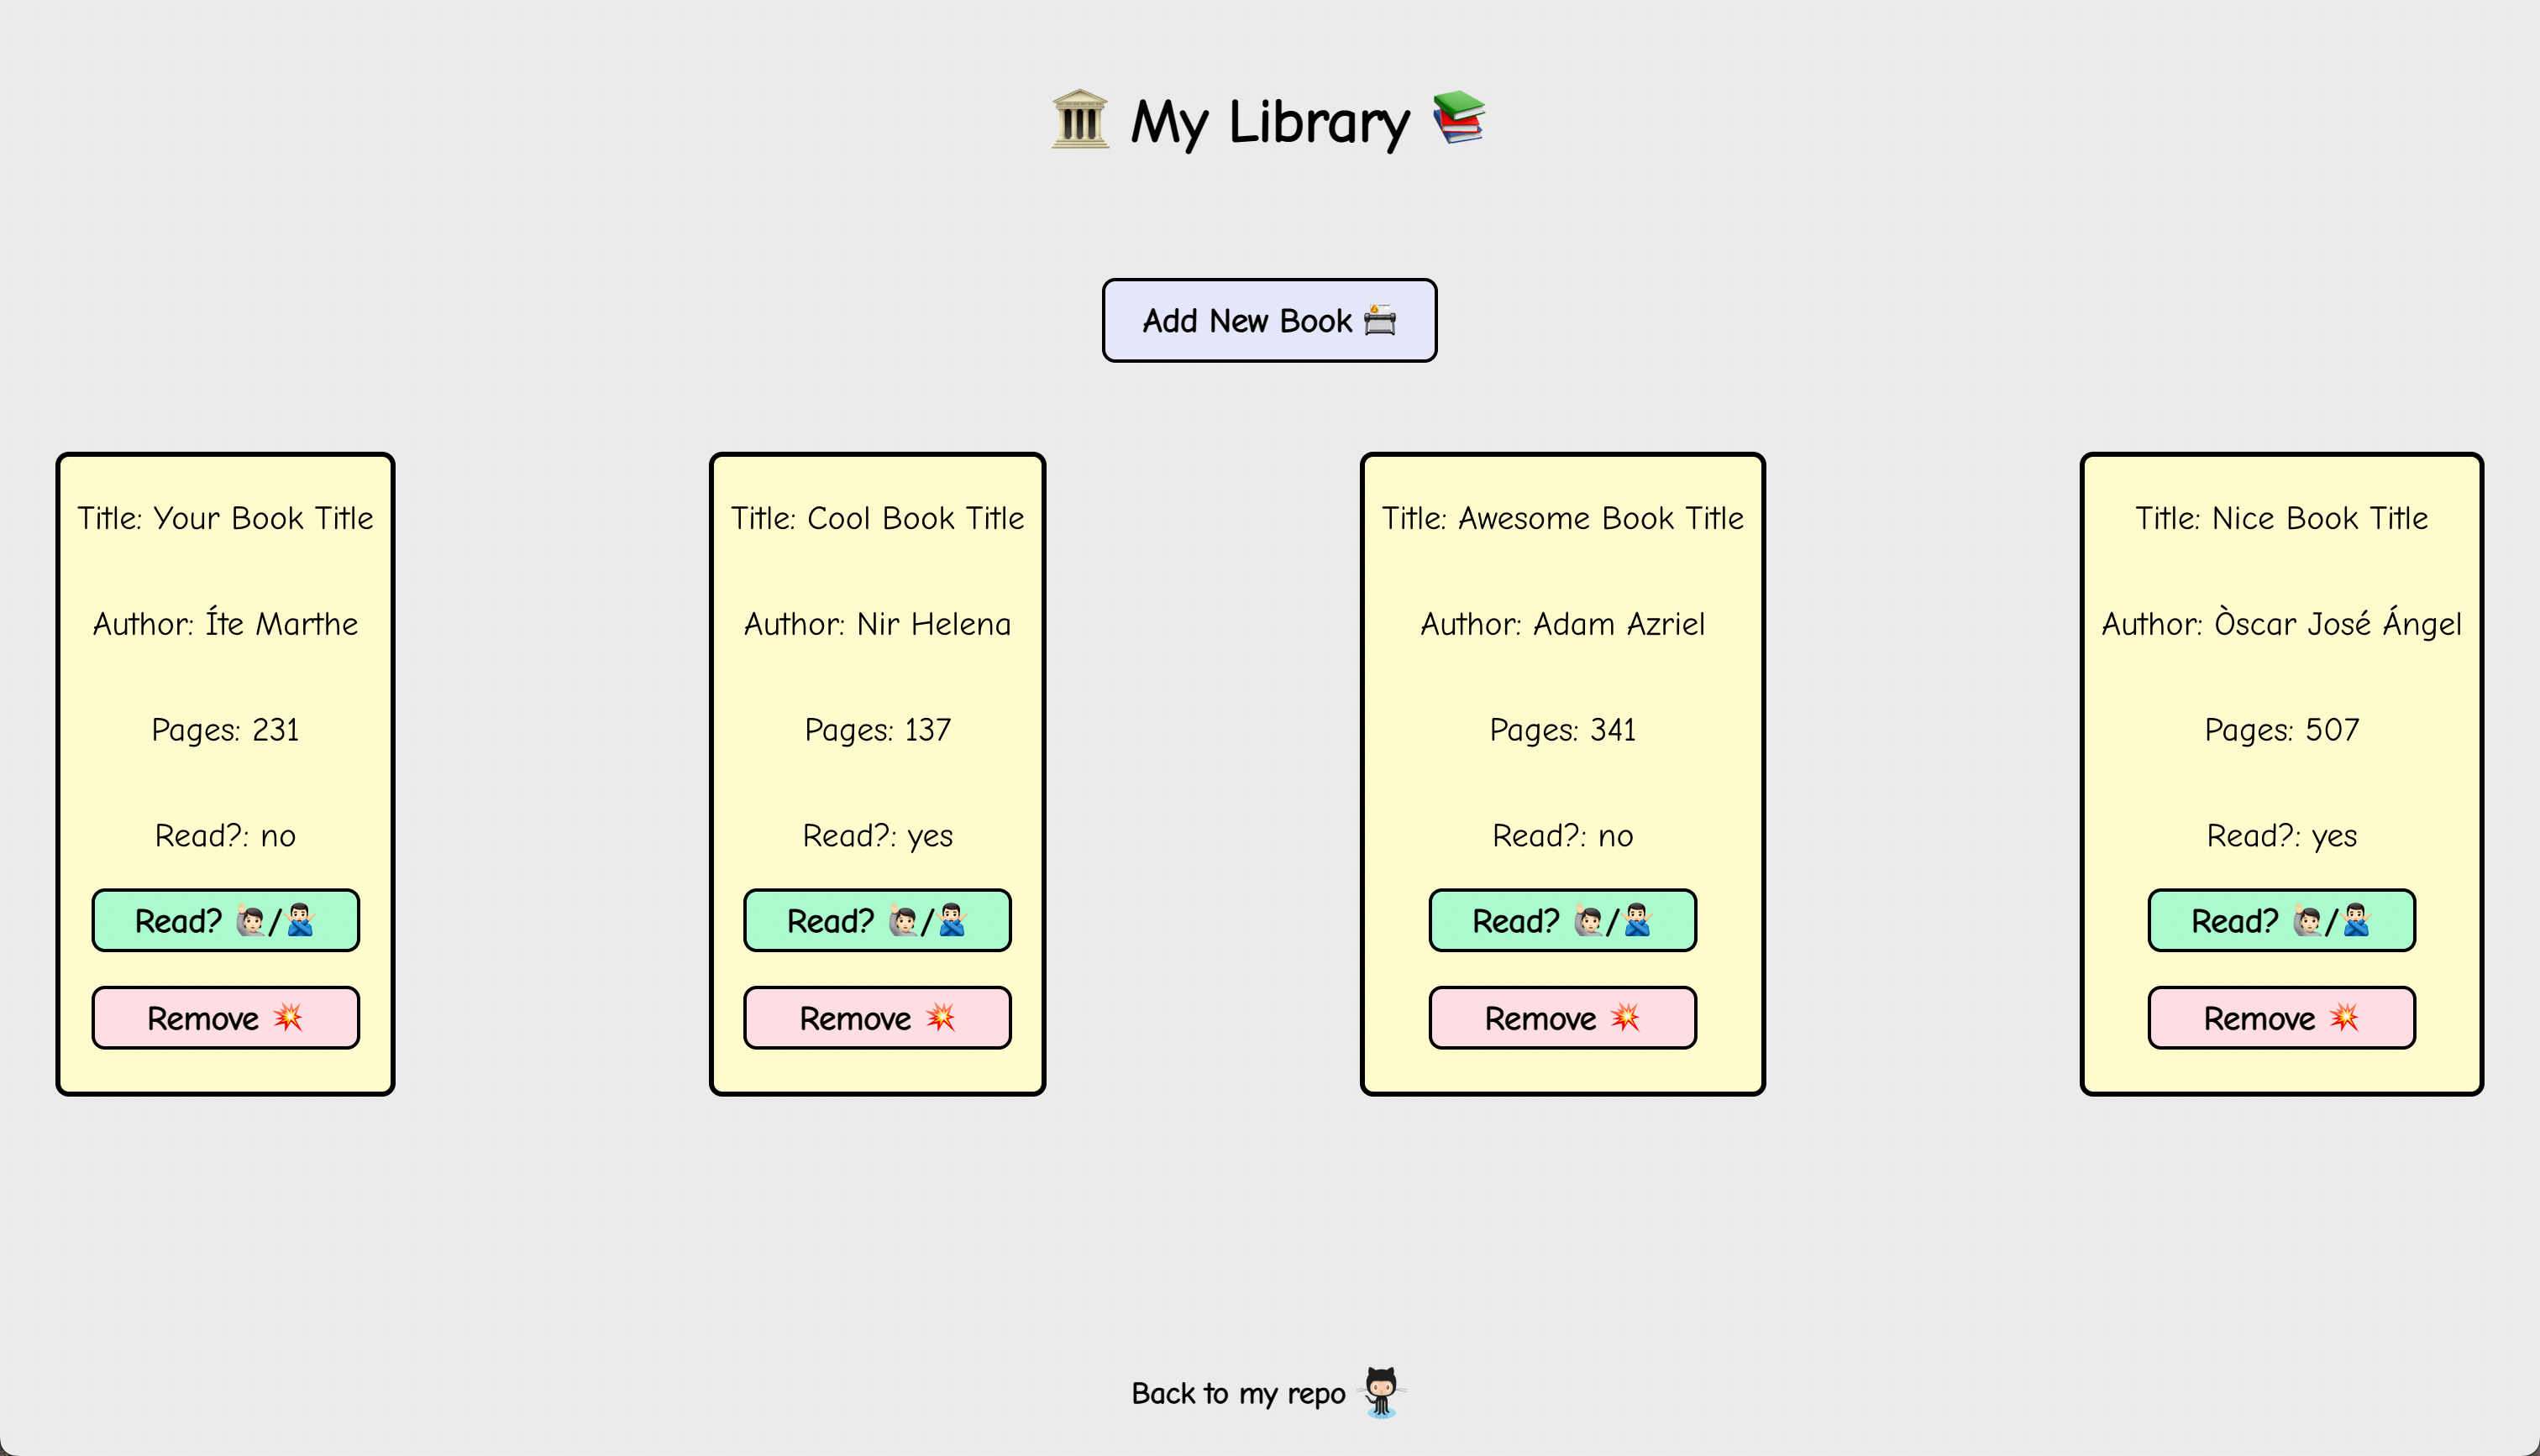 🏛️ My Library 📚
Add New Book 📇
Title: Your Book Title
Author: Íte Marthe
Pages: 231
Read?: no
Read? 🙋🏻/🙅🏻‍♂️
Remove 💥
Title: Cool Book Title
Author: Nir Helena
Pages: 137
Read?: yes
Read? 🙋🏻/🙅🏻‍♂️
Remove 💥
Title: Awesome Book Title
Author: Adam Azriel
Pages: 341
Read?: no
Read? 🙋🏻/🙅🏻‍♂️
Remove 💥
Title: Nice Book Title
Author: Òscar José Ángel
Pages: 507
Read?: yes
Read? 🙋🏻/🙅🏻‍♂️
Remove 💥
Back to my repo